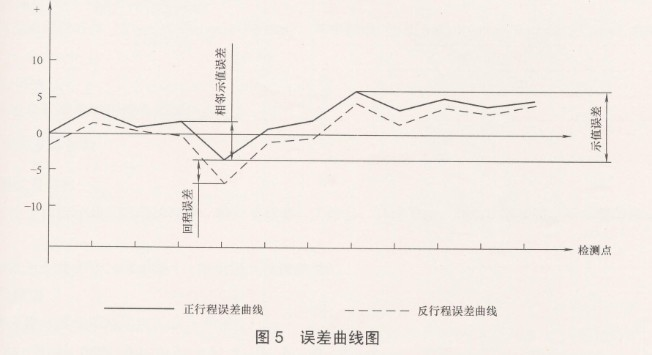 +
10
5
0
−5
−10
相邻示值误差
回程误差
示值误差
检测点
正行程误差曲线
反行程误差曲线
图5 误差曲线图